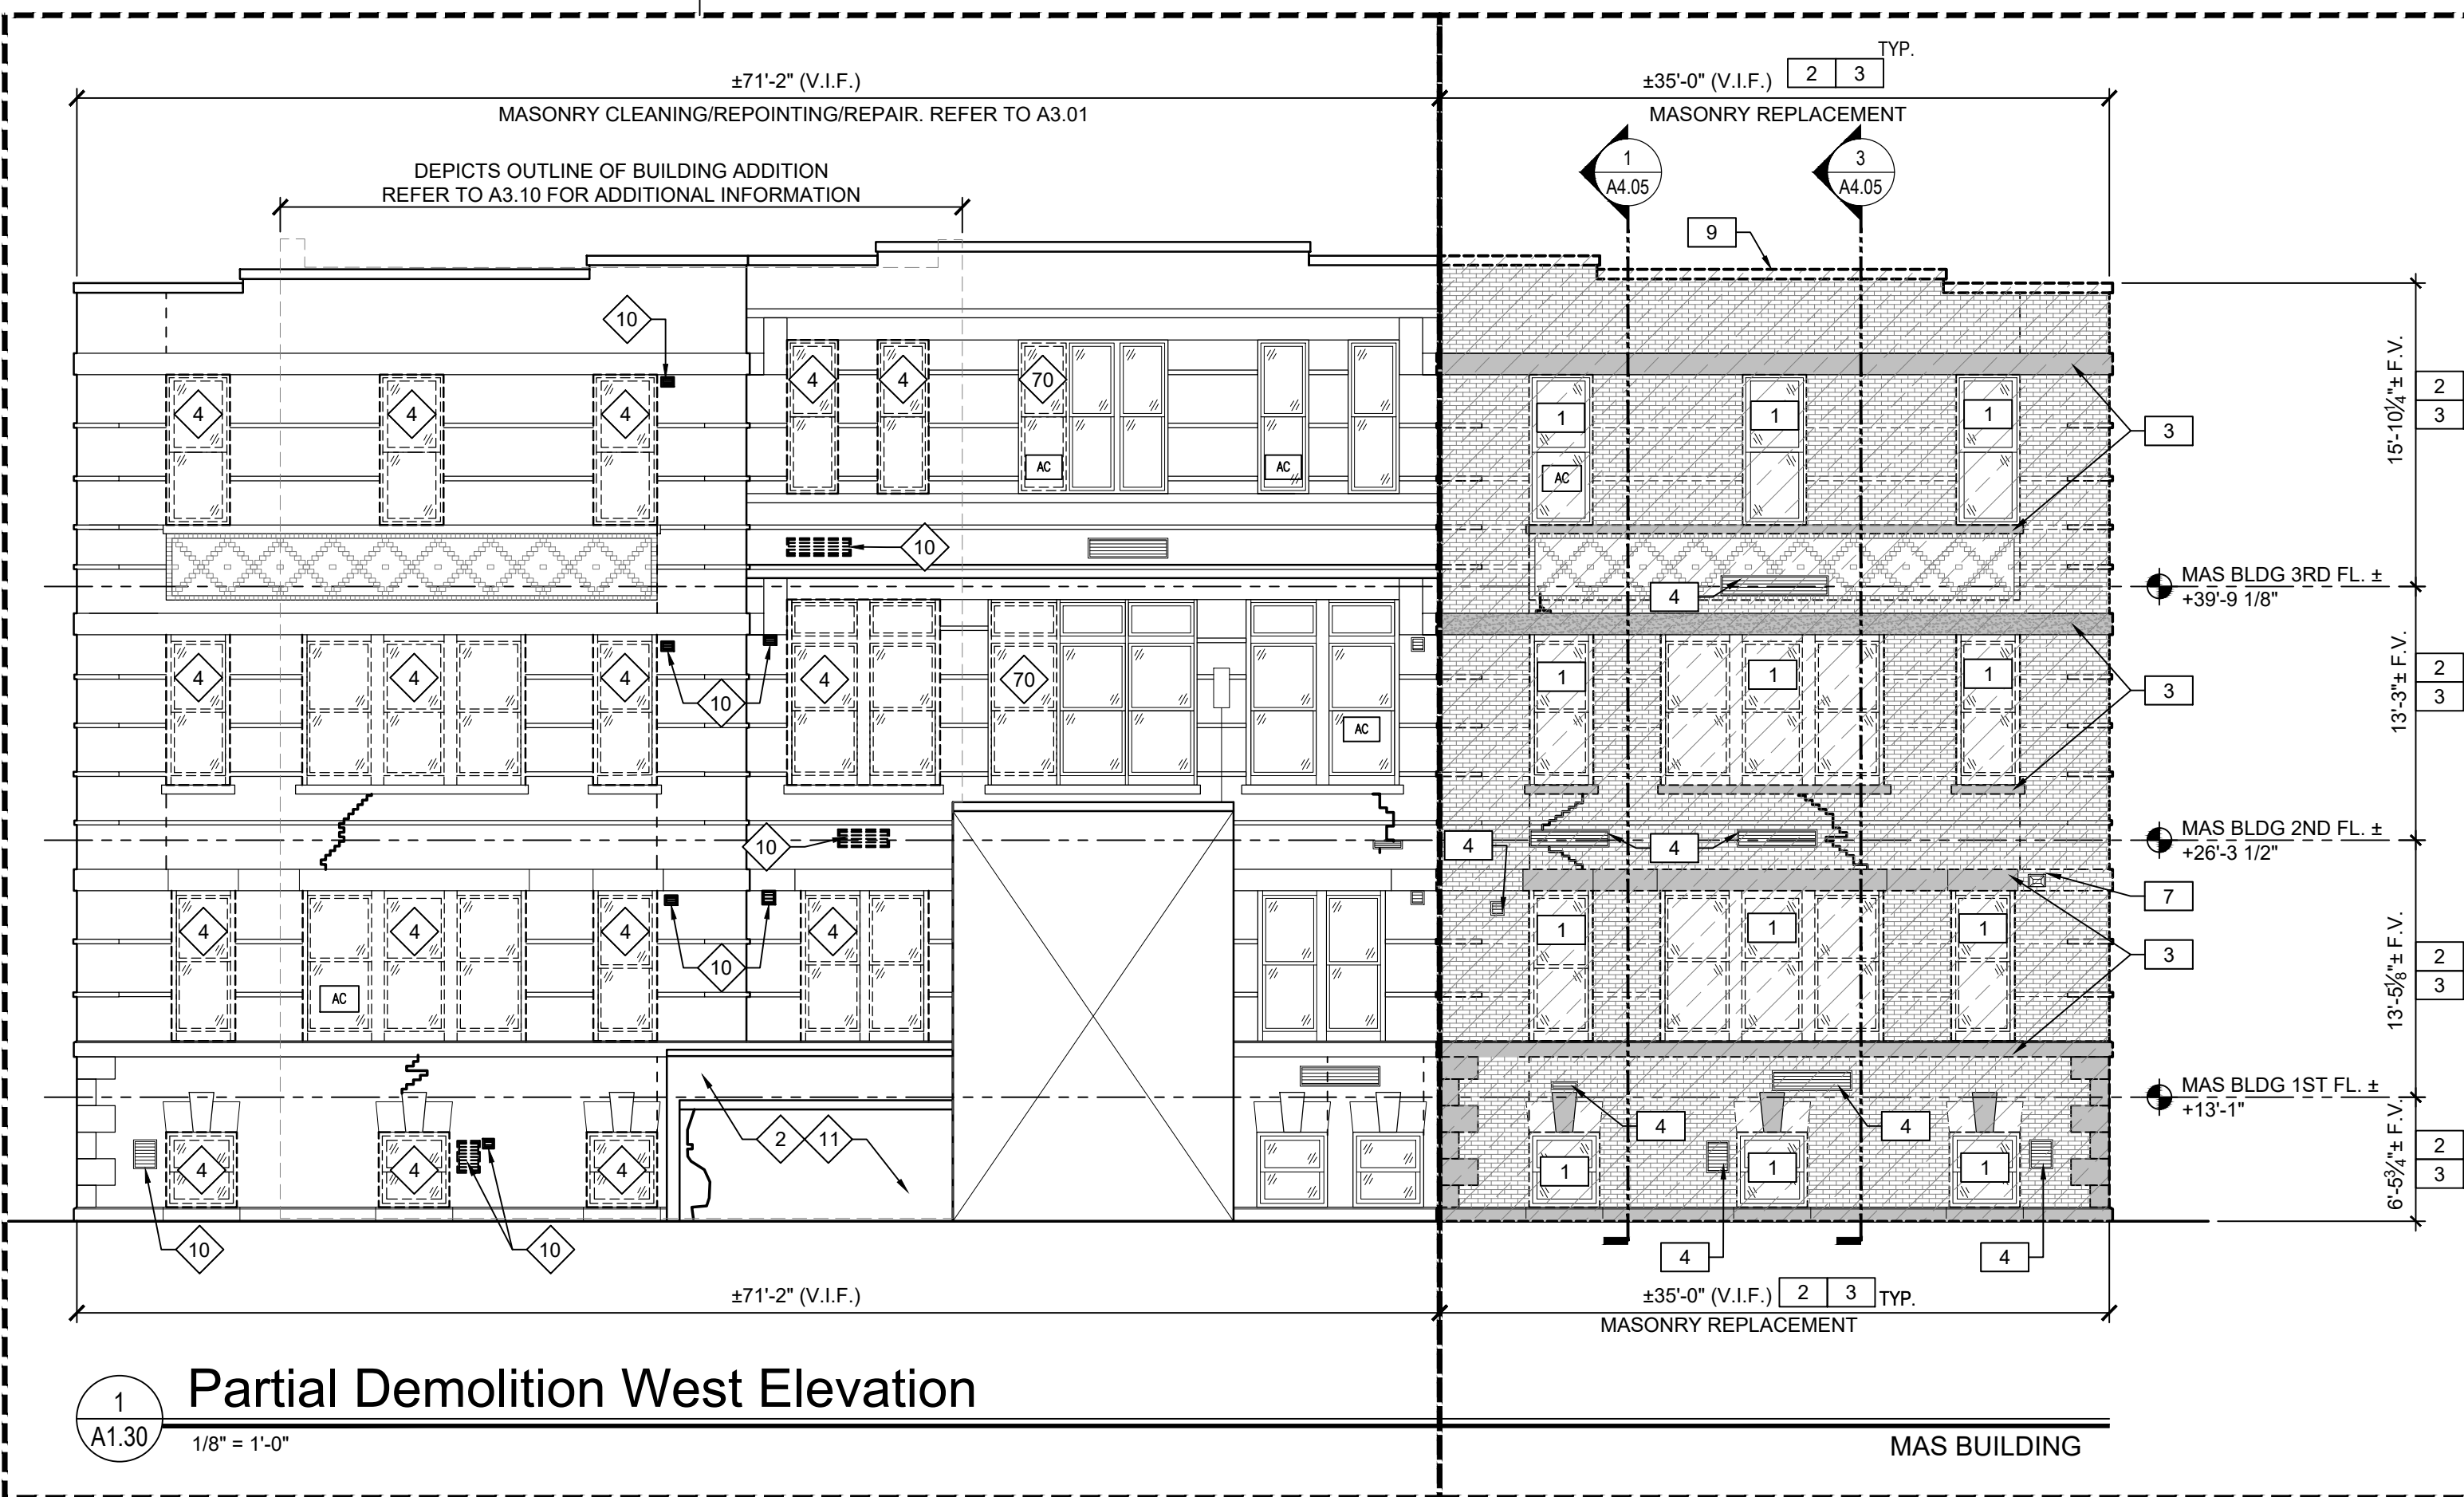 TYP.
±71'-2" (V.I.F.)
±35'-0" (V.I.F.) 2 3
MASONRY CLEANING/REPOINTING/REPAIR. REFER TO A3.01
MASONRY REPLACEMENT
DEPICTS OUTLINE OF BUILDING ADDITION
REFER TO A3.10 FOR ADDITIONAL INFORMATION
1
A4.05
3
A4.05
9
10
4 4 70
4 4 4
1 1 1
AC AC AC
15'-10¼"± F.V.
2
3
3
10
4
MAS BLDG 3RD FL. ±
+39'-9 1/8"
4 4 4 4 70
1 1 1
10
AC
3
13'-3"± F.V.
2
3
10
4 4
MAS BLDG 2ND FL. ±
+26'-3 1/2"
7
4 4 4 4
1 1 1
10
AC
3
13'-5⅛"± F.V.
2
3
MAS BLDG 1ST FL. ±
+13'-1"
2 11
4 4
4 4 4
1 1 1
6'-5¾"± F.V.
2
3
10 10
4 4
±71'-2" (V.I.F.)
±35'-0" (V.I.F.) 2 3 TYP.
MASONRY REPLACEMENT
1
A1.30
Partial Demolition West Elevation
1/8" = 1'-0"
MAS BUILDING